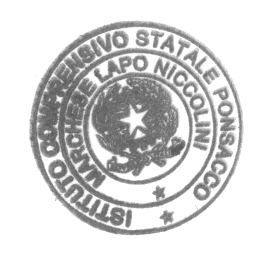 ISTITUTO COMPRENSIVO STATALE PONSACCO
MARCHESE LAPO NICCOLINI